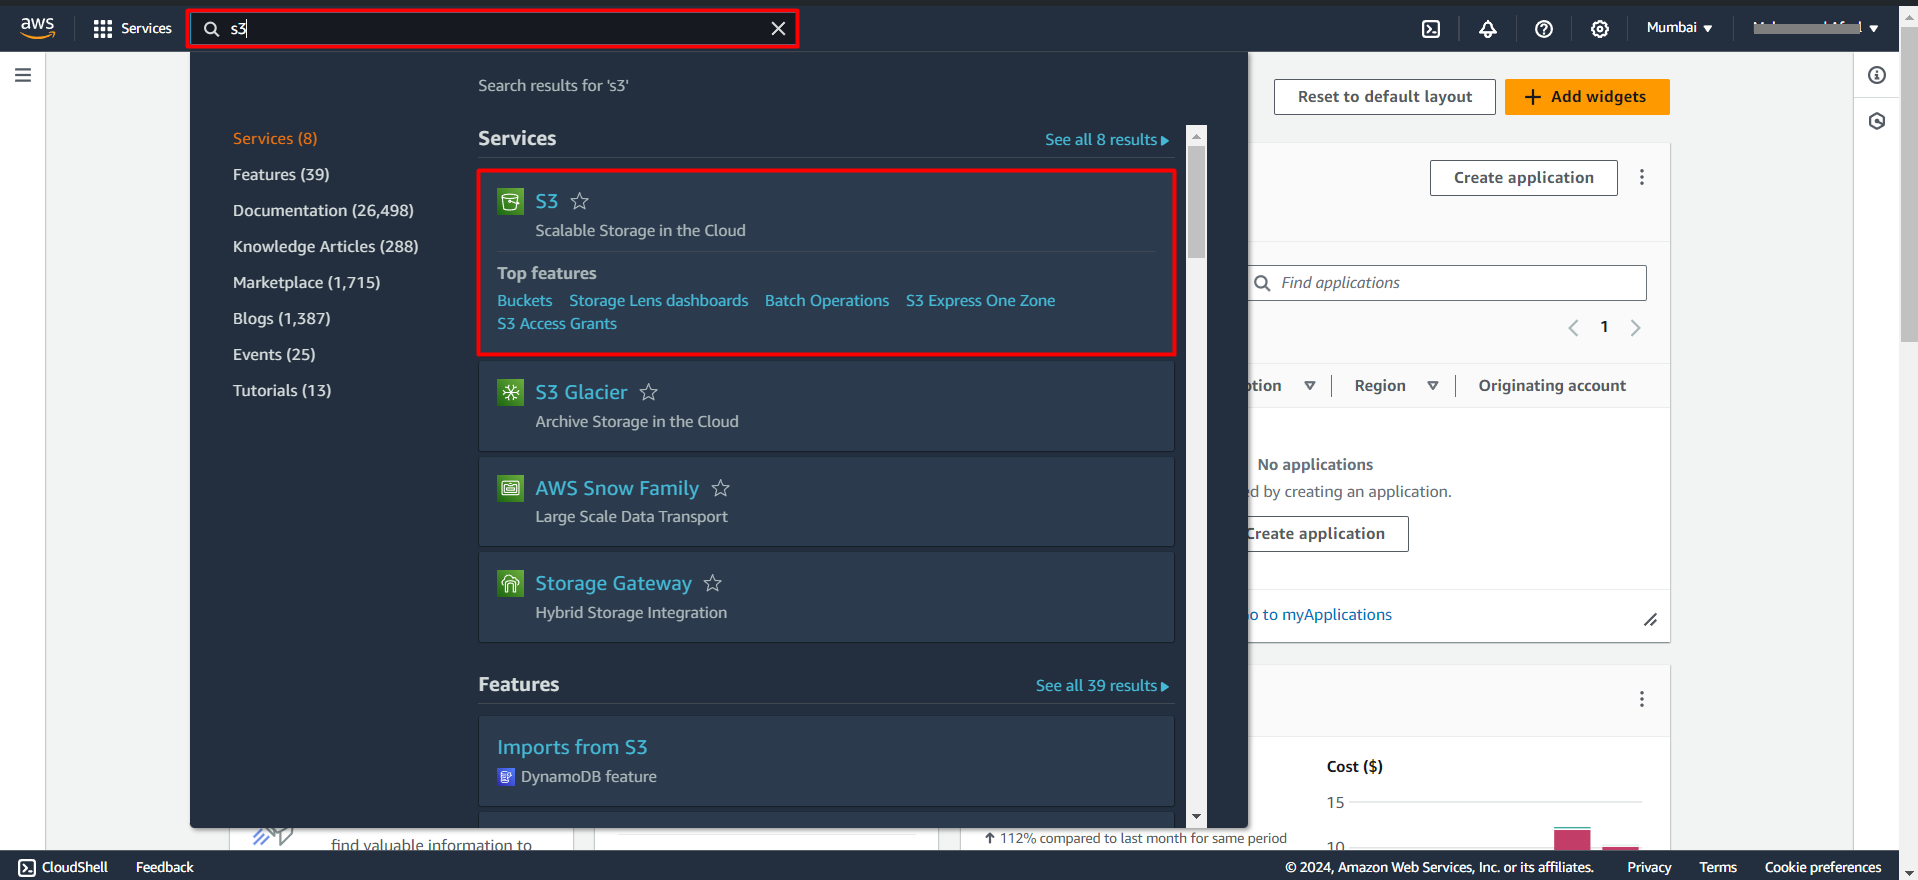 aws
Services
s3
Mumbai
Search results for 's3'
Reset to default layout
Add widgets
Services (8)
Features (39)
Documentation (26,498)
Knowledge Articles (288)
Marketplace (1,715)
Blogs (1,387)
Events (25)
Tutorials (13)
Services
See all 8 results
S3
Scalable Storage in the Cloud
Top features
Buckets Storage Lens dashboards Batch Operations S3 Express One Zone
S3 Access Grants
S3 Glacier
Archive Storage in the Cloud
AWS Snow Family
Large Scale Data Transport
Storage Gateway
Hybrid Storage Integration
Features
See all 39 results
Imports from S3
DynamoDB feature
Create application
Find applications
1
Region
Originating account
No applications
by creating an application.
Create application
to myApplications
Cost ($)
15
10
find valuable information to
112% compared to last month for same period
CloudShell
Feedback
© 2024, Amazon Web Services, Inc. or its affiliates.
Privacy
Terms
Cookie preferences